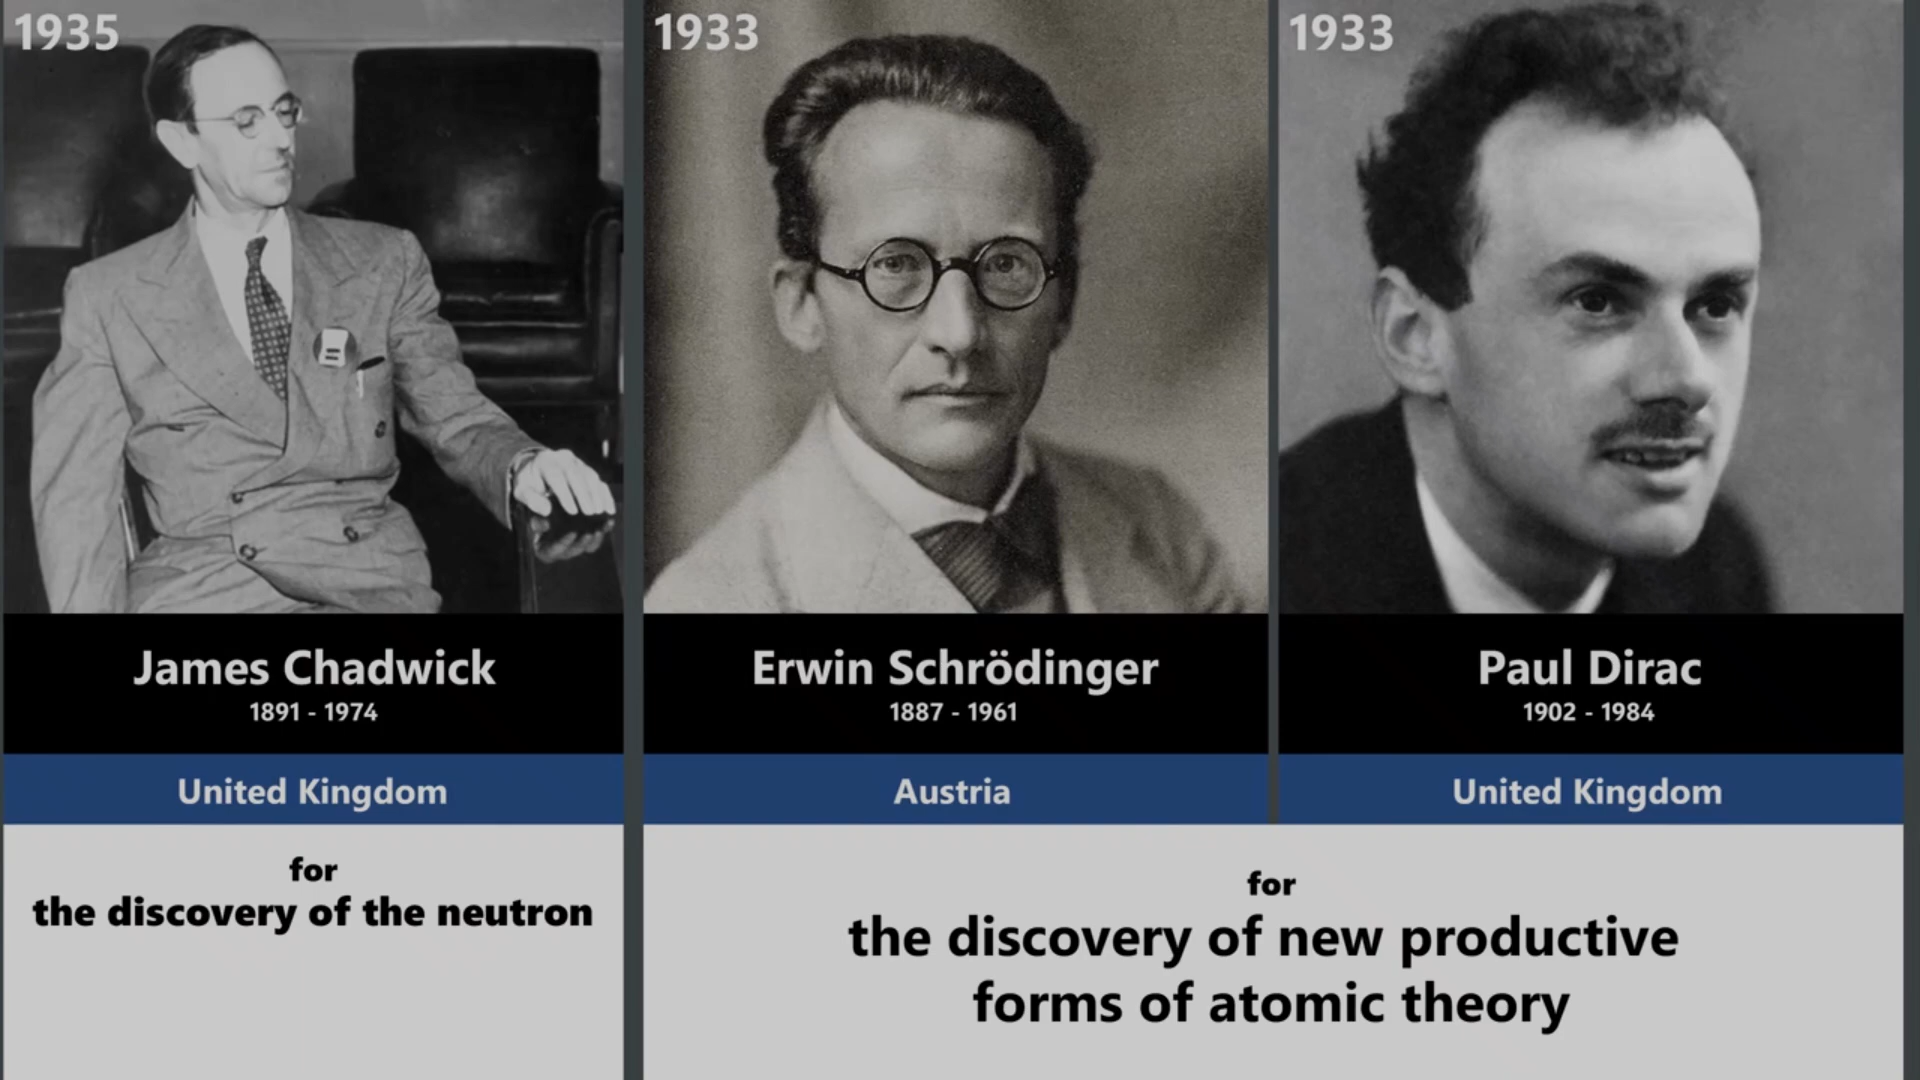 1935
James Chadwick
1891 - 1974
United Kingdom
for
the discovery of the neutron
1933
Erwin Schrödinger
1887 - 1961
Austria
1933
Paul Dirac
1902 - 1984
United Kingdom
for
the discovery of new productive
forms of atomic theory